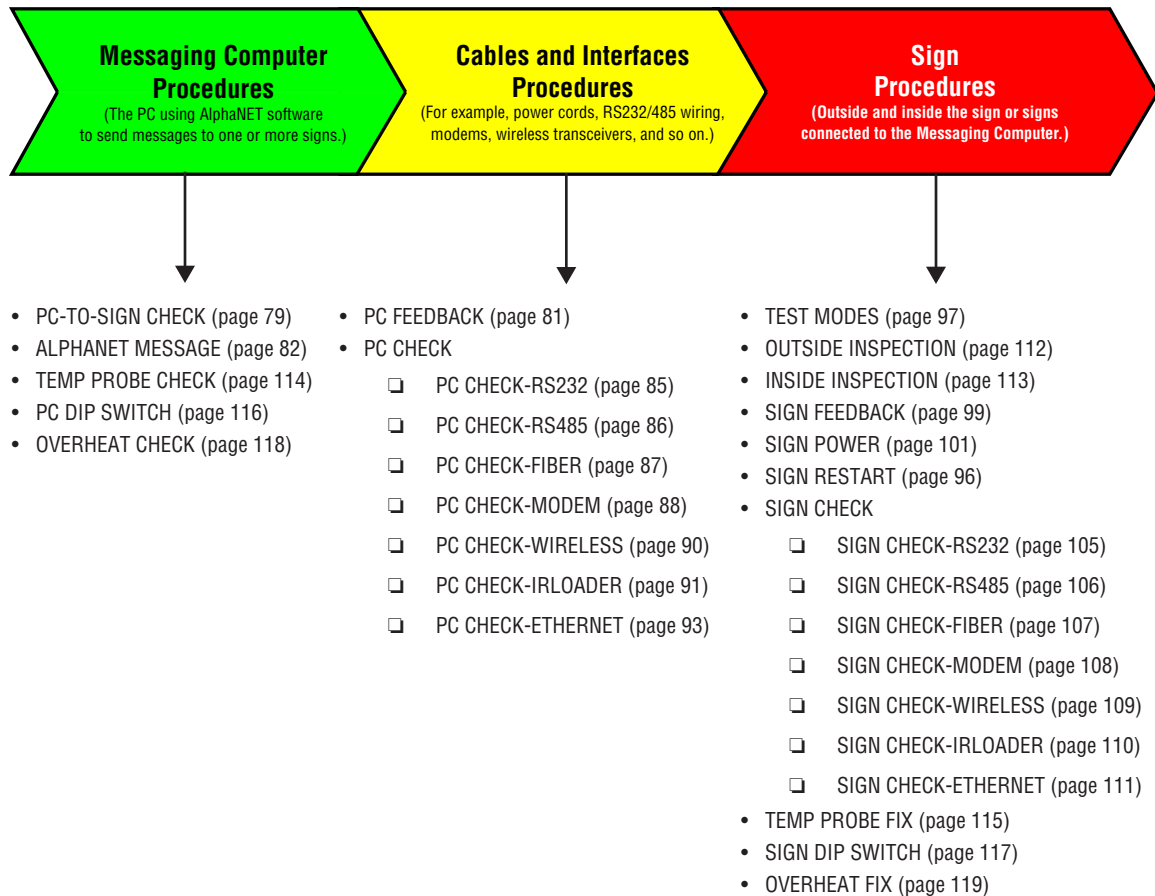 Messaging Computer
Procedures
(The PC using AlphaNET software
to send messages to one or more signs.)
Cables and Interfaces
Procedures
(For example, power cords, RS232/485 wiring,
modems, wireless transceivers, and so on.)
Sign
Procedures
(Outside and inside the sign or signs
connected to the Messaging Computer.)
• PC-TO-SIGN CHECK (page 79)
• ALPHANET MESSAGE (page 82)
• TEMP PROBE CHECK (page 114)
• PC DIP SWITCH (page 116)
• OVERHEAT CHECK (page 118)
• PC FEEDBACK (page 81)
• PC CHECK
❏ PC CHECK-RS232 (page 85)
❏ PC CHECK-RS485 (page 86)
❏ PC CHECK-FIBER (page 87)
❏ PC CHECK-MODEM (page 88)
❏ PC CHECK-WIRELESS (page 90)
❏ PC CHECK-IRLOADER (page 91)
❏ PC CHECK-ETHERNET (page 93)
• TEST MODES (page 97)
• OUTSIDE INSPECTION (page 112)
• INSIDE INSPECTION (page 113)
• SIGN FEEDBACK (page 99)
• SIGN POWER (page 101)
• SIGN RESTART (page 96)
• SIGN CHECK
❏ SIGN CHECK-RS232 (page 105)
❏ SIGN CHECK-RS485 (page 106)
❏ SIGN CHECK-FIBER (page 107)
❏ SIGN CHECK-MODEM (page 108)
❏ SIGN CHECK-WIRELESS (page 109)
❏ SIGN CHECK-IRLOADER (page 110)
❏ SIGN CHECK-ETHERNET (page 111)
• TEMP PROBE FIX (page 115)
• SIGN DIP SWITCH (page 117)
• OVERHEAT FIX (page 119)